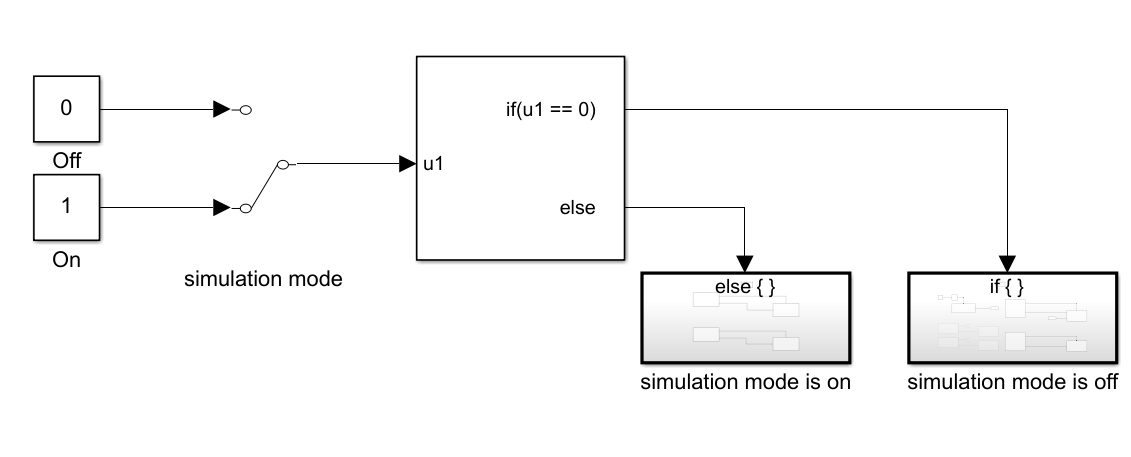 0
Off
1
On
simulation mode
u1
if(u1 == 0)
else
else { }
simulation mode is on
if { }
simulation mode is off